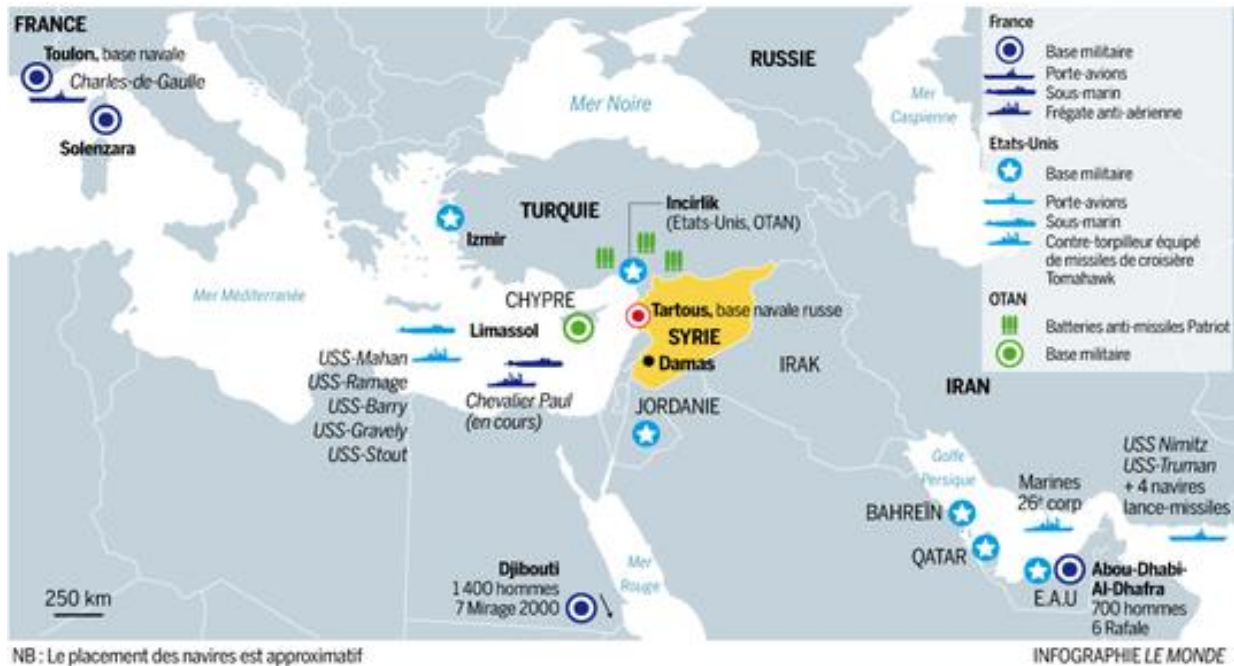 FRANCE
Toulon, base navale
Charles-de-Gaulle
Solenzara
RUSSIE
Mer Noire
Mer
Caspienne
TURQUIE
Izmir
Incirlik
(Etats-Unis, OTAN)
Mer Méditerranée
CHYPRE
Limassol
Tartous, base navale russe
SYRIE
Damas
IRAK
IRAN
USS-Mahan
USS-Ramage
USS-Barry
USS-Gravely
USS-Stout
Chevalier Paul
(en cours)
JORDANIE
Golfe
Persique
BAHREÏN
QATAR
Marines
26e corp
USS Nimitz
USS-Truman
+ 4 navires
lance-missiles
E.A.U
Abou-Dhabi-
Al-Dhafra
700 hommes
6 Rafale
Djibouti
1 400 hommes
7 Mirage 2000
Mer
Rouge
250 km
France
Base militaire
Porte-avions
Sous-marin
Frégate anti-aérienne
Etats-Unis
Base militaire
Porte-avions
Sous-marin
Contre-torpilleur équipé
de missiles de croisière
Tomahawk
OTAN
Batteries anti-missiles Patriot
Base militaire
NB : Le placement des navires est approximatif
INFOGRAPHIE LE MONDE